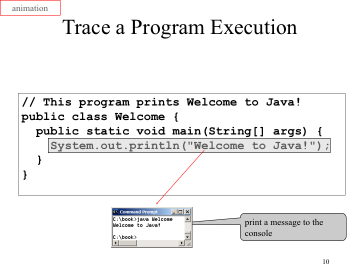 animation
Trace a Program Execution
// This program prints Welcome to Java!
public class Welcome {
public static void main(String[] args) {
System.out.println("Welcome to Java!");
}
}
Command Prompt
C:\book>java Welcome
Welcome to Java!
C:\book>
print a message to the
console
10